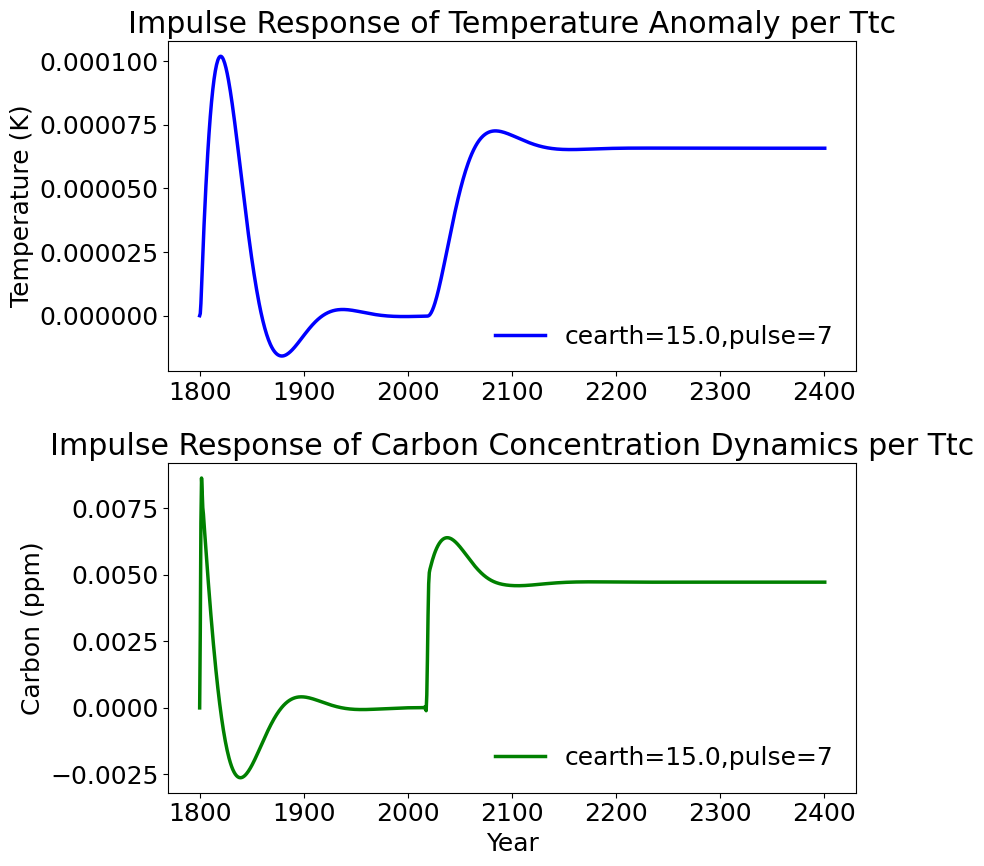 Impulse Response of Temperature Anomaly per Ttc
Temperature (K)
0.000100
0.000075
0.000050
0.000025
0.000000
cearth=15.0,pulse=7
1800 1900 2000 2100 2200 2300 2400
Impulse Response of Carbon Concentration Dynamics per Ttc
Carbon (ppm)
0.0075
0.0050
0.0025
0.0000
−0.0025
cearth=15.0,pulse=7
1800 1900 2000 2100 2200 2300 2400
Year